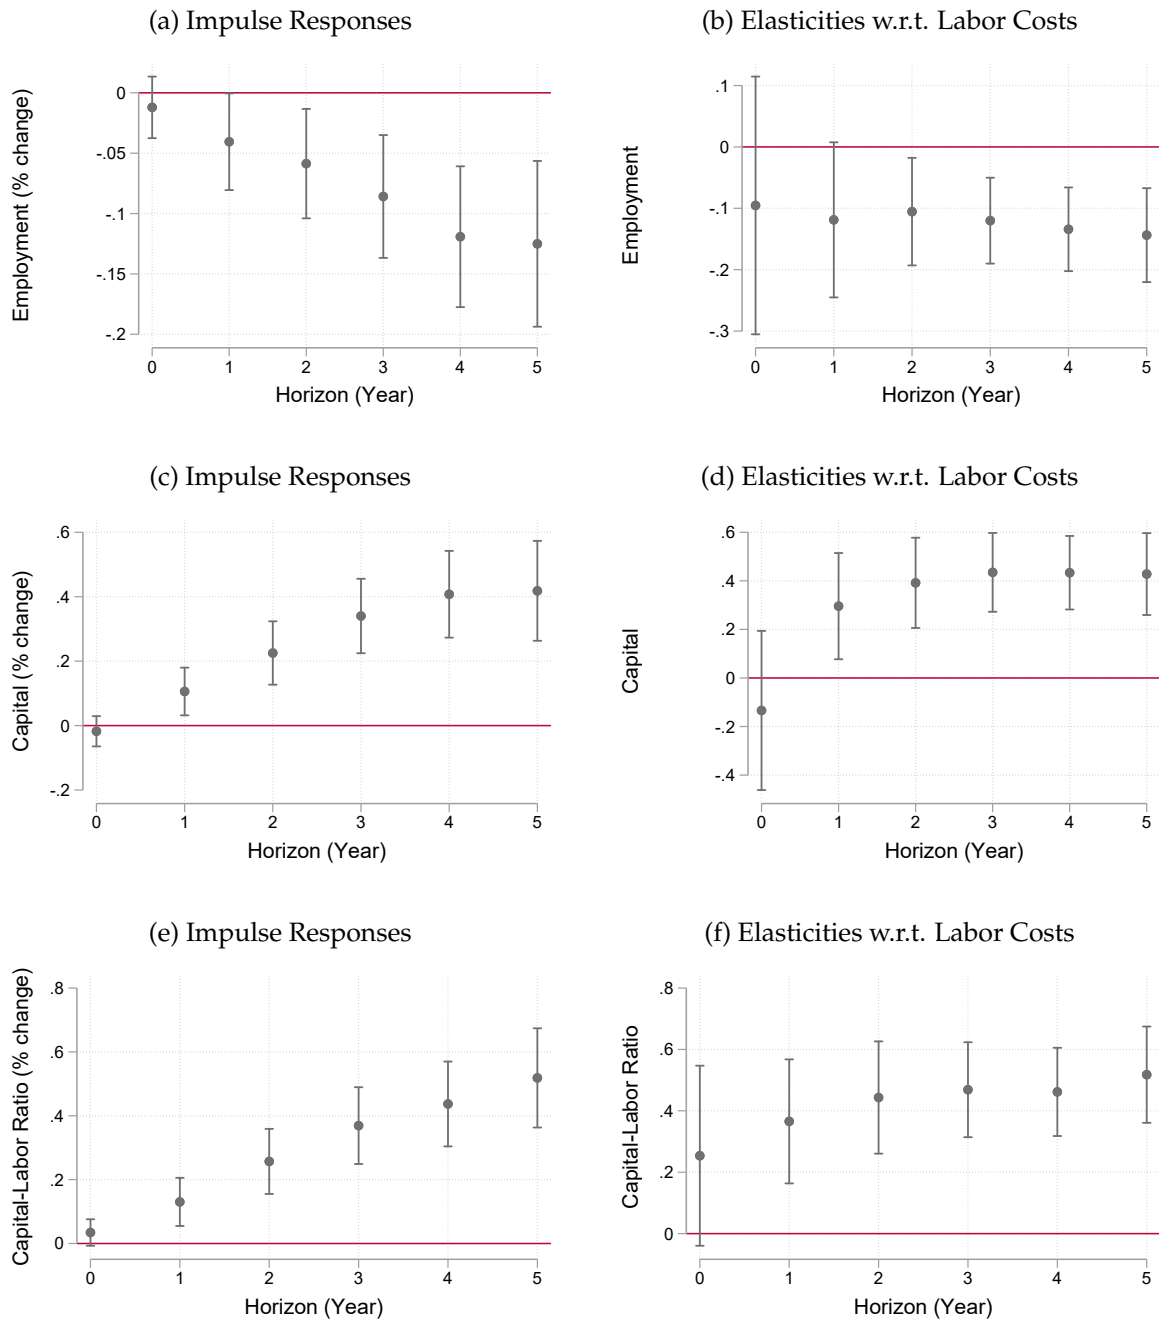 (a) Impulse Responses
Employment (% change)
0
-.05
-.1
-.15
-.2
0 1 2 3 4 5
Horizon (Year)
(b) Elasticities w.r.t. Labor Costs
Employment
.1
0
-.1
-.2
-.3
0 1 2 3 4 5
Horizon (Year)
(c) Impulse Responses
Capital (% change)
.6
.4
.2
0
-.2
0 1 2 3 4 5
Horizon (Year)
(d) Elasticities w.r.t. Labor Costs
Capital
.6
.4
.2
0
-.2
-.4
0 1 2 3 4 5
Horizon (Year)
(e) Impulse Responses
Capital-Labor Ratio (% change)
.8
.6
.4
.2
0
0 1 2 3 4 5
Horizon (Year)
(f) Elasticities w.r.t. Labor Costs
Capital-Labor Ratio
.8
.6
.4
.2
0
0 1 2 3 4 5
Horizon (Year)